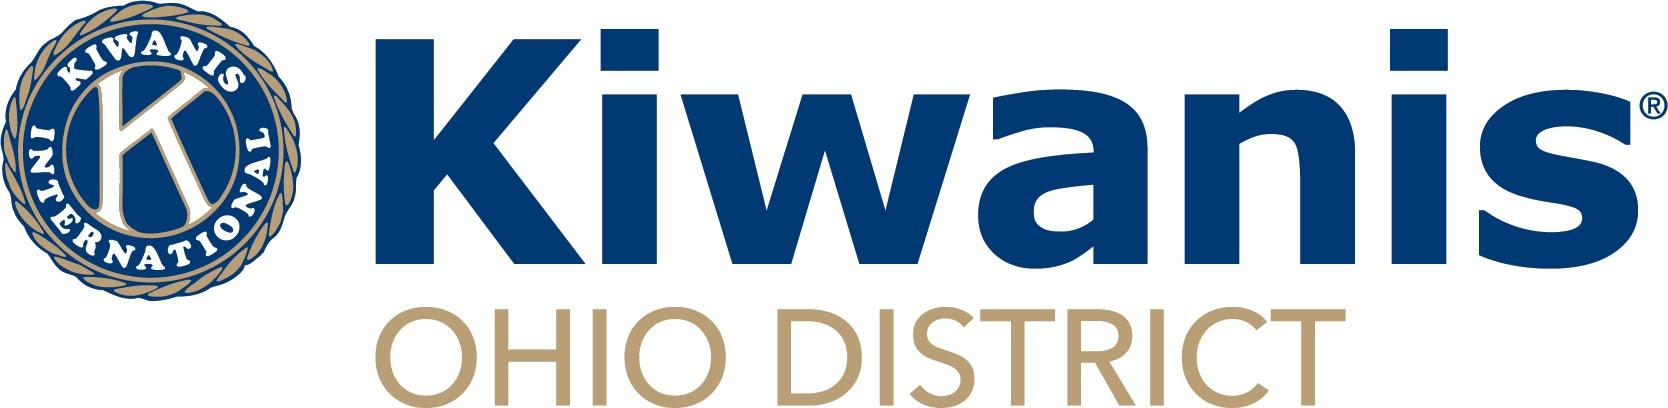 KIWANIS
INTERNATIONAL
K
Kiwanis®
OHIO DISTRICT